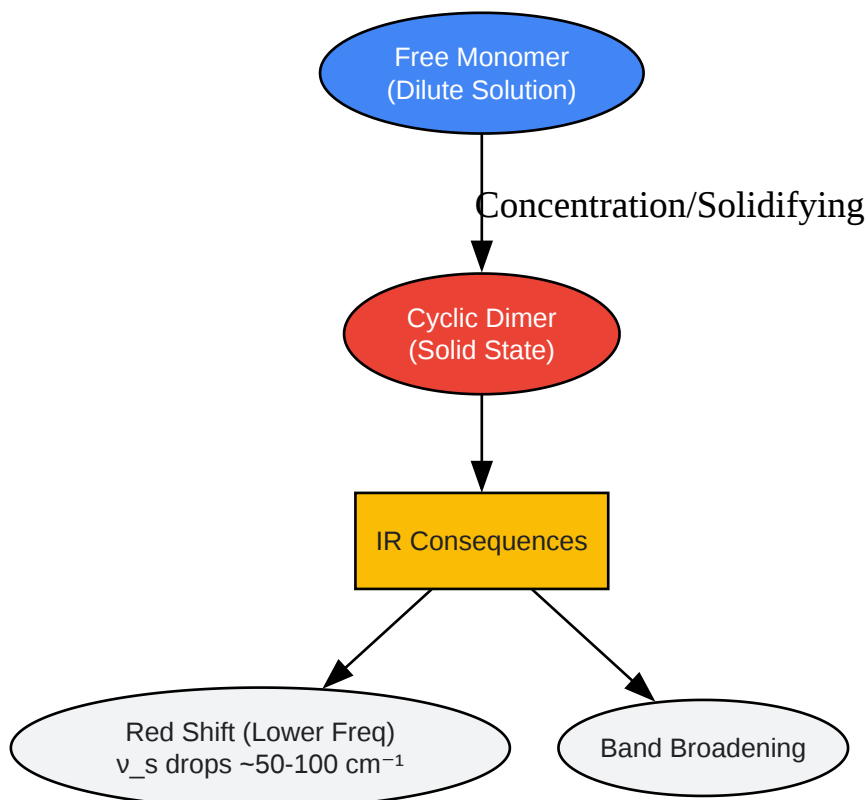 Free Monomer
(Dilute Solution)
Concentration/Solidifying
Cyclic Dimer
(Solid State)
IR Consequences
Red Shift (Lower Freq)
ν_s drops ~50-100 cm⁻¹
Band Broadening